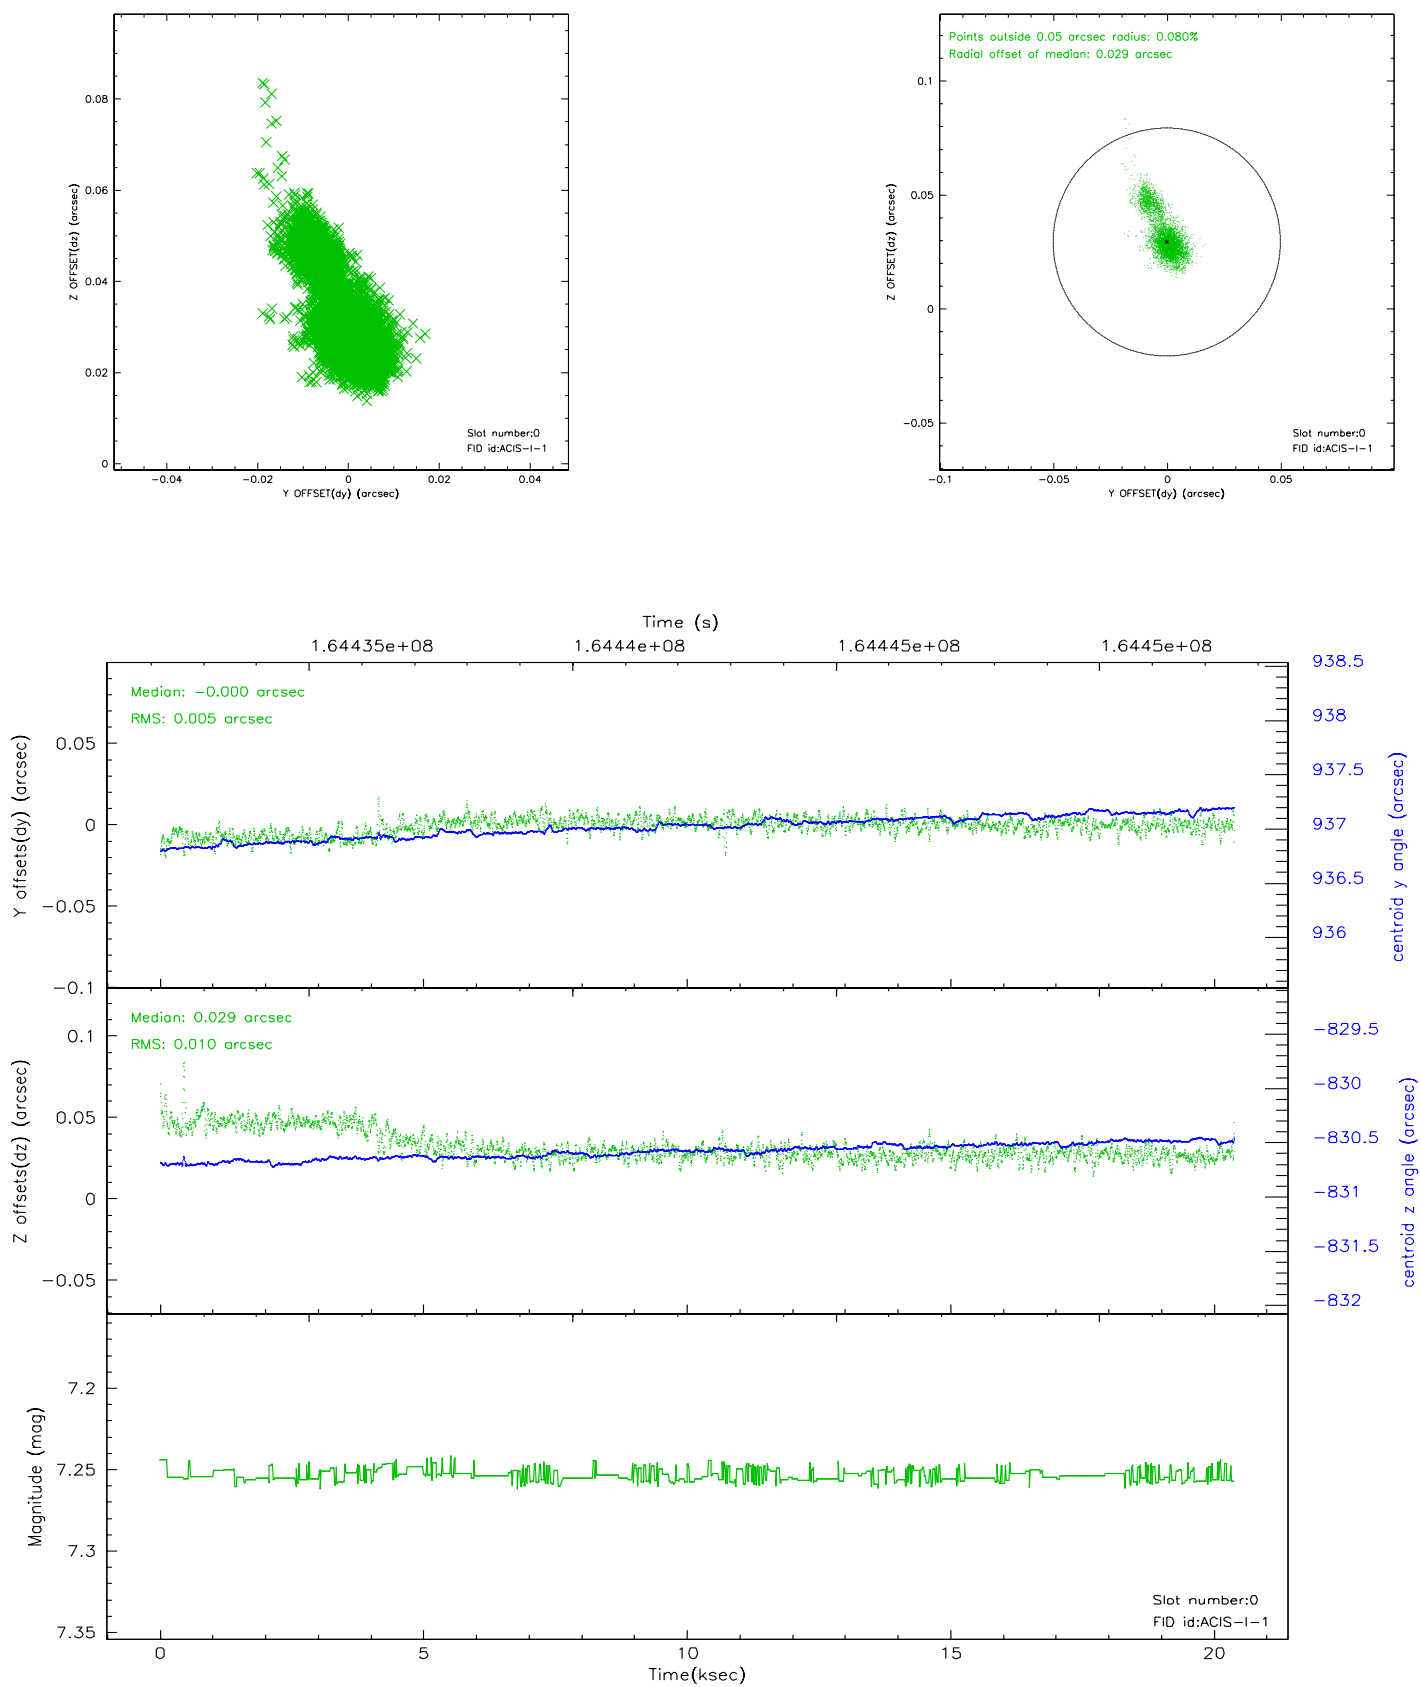 0.08
0.06
0.04
0.02
0
Z OFFSET(dz) (arcsec)
Slot number:0
FID id:ACIS-I-1
-0.04 -0.02 0 0.02 0.04
Y OFFSET(dy) (arcsec)
Points outside 0.05 arcsec radius: 0.080%
Radial offset of median: 0.029 arcsec
0.1
0.05
0
-0.05
Z OFFSET(dz) (arcsec)
Slot number:0
FID id:ACIS-I-1
-0.1 -0.05 0 0.05
Y OFFSET(dy) (arcsec)
Time (s)
1.64435e+08 1.6444e+08 1.64445e+08 1.6445e+08
Median: -0.000 arcsec
RMS: 0.005 arcsec
0.05
0
-0.05
-0.1
Y offsets(dy) (arcsec)
938.5
938
937.5
937
936.5
936
centroid y angle (arcsec)
Median: 0.029 arcsec
RMS: 0.010 arcsec
0.1
0.05
0
-0.05
Z offsets(dz) (arcsec)
-829.5
-830
-830.5
-831
-831.5
-832
centroid z angle (arcsec)
7.2
7.25
7.3
7.35
Magnitude (mag)
Slot number:0
FID id:ACIS-I-1
0 5 10 15 20
Time(ksec)